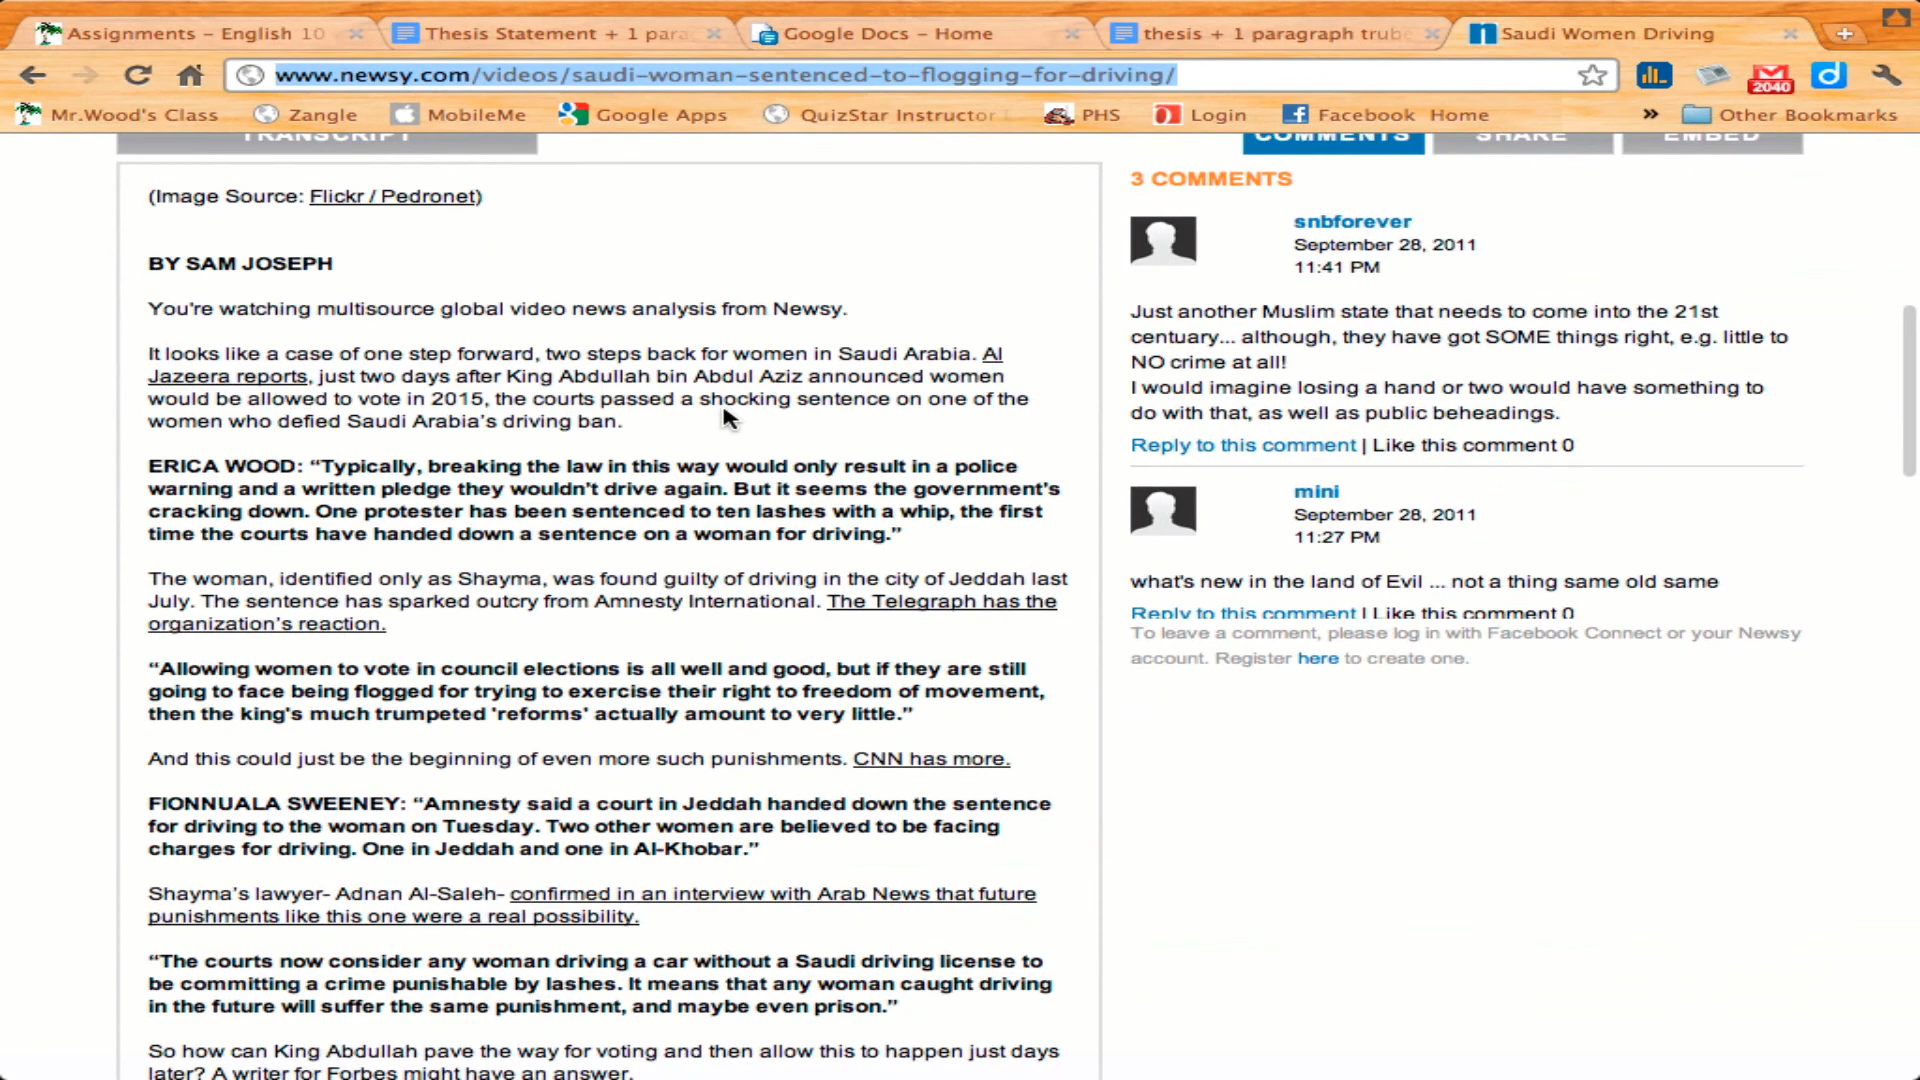 Assignments – English 10
Thesis Statement + 1 para
Google Docs – Home
thesis + 1 paragraph trub
Saudi Women Driving
www.newsy.com/videos/saudi-woman-sentenced-to-flogging-for-driving/
2040
Mr.Wood's Class
Zangle
MobileMe
Google Apps
QuizStar Instructor
PHS
Login
Facebook Home
»
Other Bookmarks
TRANSCRIPT
COMMENTS
SHARE
EMBED
(Image Source: Flickr / Pedronet)
BY SAM JOSEPH
You're watching multisource global video news analysis from Newsy.
It looks like a case of one step forward, two steps back for women in Saudi Arabia. Al
Jazeera reports, just two days after King Abdullah bin Abdul Aziz announced women
would be allowed to vote in 2015, the courts passed a shocking sentence on one of the
women who defied Saudi Arabia’s driving ban.
ERICA WOOD: “Typically, breaking the law in this way would only result in a police
warning and a written pledge they wouldn’t drive again. But it seems the government’s
cracking down. One protester has been sentenced to ten lashes with a whip, the first
time the courts have handed down a sentence on a woman for driving.”
The woman, identified only as Shayma, was found guilty of driving in the city of Jeddah last
July. The sentence has sparked outcry from Amnesty International. The Telegraph has the
organization’s reaction.
“Allowing women to vote in council elections is all well and good, but if they are still
going to face being flogged for trying to exercise their right to freedom of movement,
then the king's much trumpeted 'reforms' actually amount to very little.”
And this could just be the beginning of even more such punishments. CNN has more.
FIONNUALA SWEENEY: “Amnesty said a court in Jeddah handed down the sentence
for driving to the woman on Tuesday. Two other women are believed to be facing
charges for driving. One in Jeddah and one in Al-Khobar.”
Shayma’s lawyer- Adnan Al-Saleh- confirmed in an interview with Arab News that future
punishments like this one were a real possibility.
“The courts now consider any woman driving a car without a Saudi driving license to
be committing a crime punishable by lashes. It means that any woman caught driving
in the future will suffer the same punishment, and maybe even prison.”
So how can King Abdullah pave the way for voting and then allow this to happen just days
later? A writer for Forbes might have an answer.
3 COMMENTS
snbforever
September 28, 2011
11:41 PM
Just another Muslim state that needs to come into the 21st
centuary... although, they have got SOME things right, e.g. little to
NO crime at all!
I would imagine losing a hand or two would have something to
do with that, as well as public beheadings.
Reply to this comment | Like this comment 0
mini
September 28, 2011
11:27 PM
what's new in the land of Evil ... not a thing same old same
Reply to this comment | Like this comment 0
To leave a comment, please log in with Facebook Connect or your Newsy
account. Register here to create one.